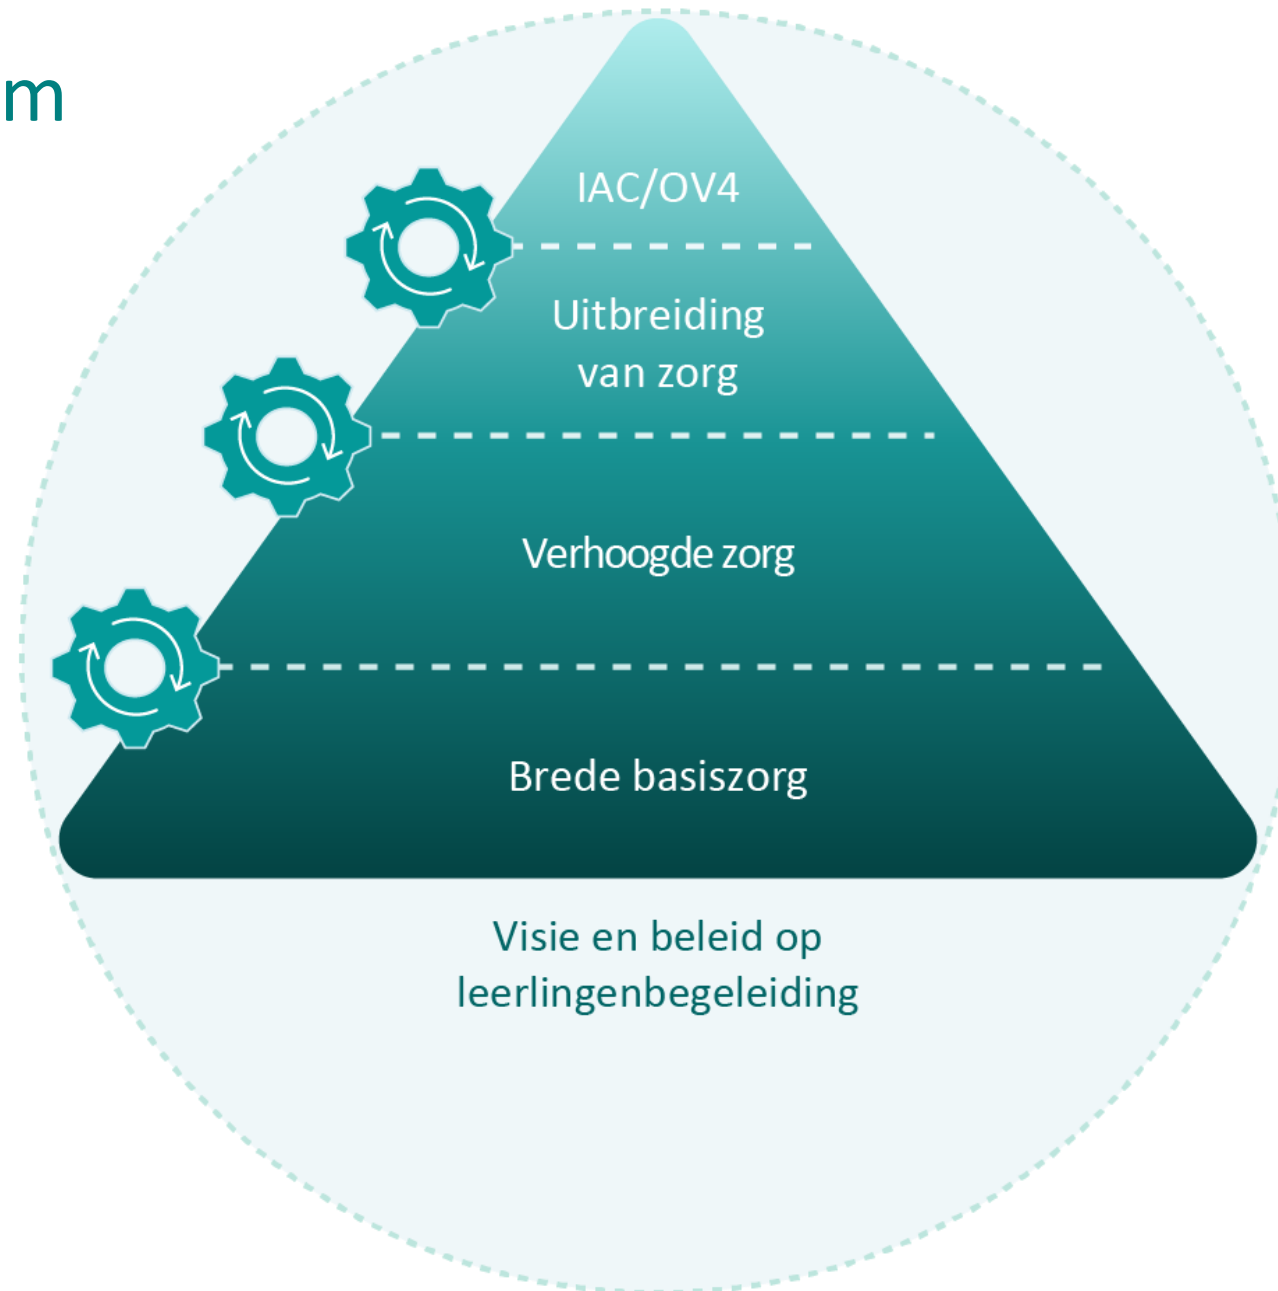 m
IAC/OV4
Uitbreiding
van zorg
Verhoogde zorg
Brede basiszorg
Visie en beleid op
leerlingenbegeleiding